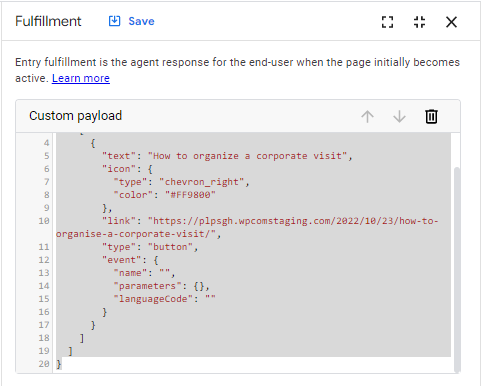 Fulfillment Save
Entry fulfillment is the agent response for the end-user when the page initially becomes
active. Learn more
Custom payload
[
4 {
5 "text": "How to organize a corporate visit",
6 "icon": {
7 "type": "chevron_right",
8 "color": "#FF9800"
9 },
10 "link": "https://plpsgh.wpcomstaging.com/2022/10/23/how-to-
organise-a-corporate-visit/",
11 "type": "button",
12 "event": {
13 "name": "",
14 "parameters": {},
15 "languageCode": ""
16 }
17 }
18 ]
19 ]
20 }